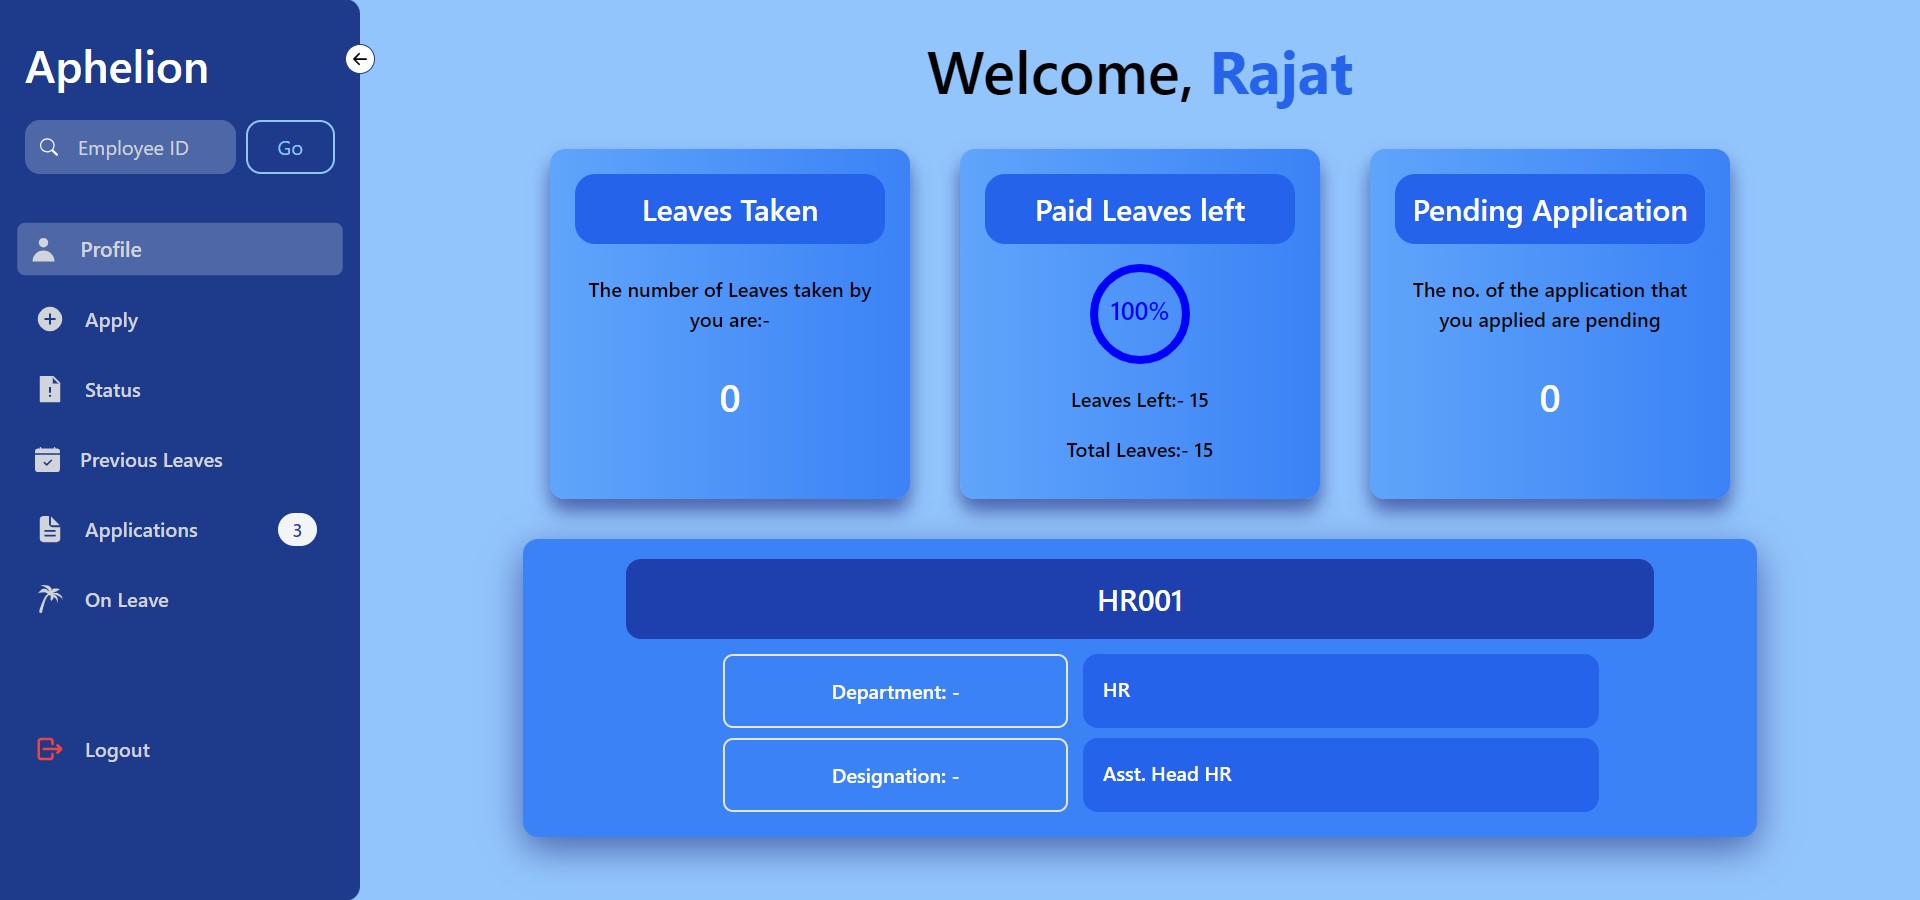 Aphelion
Employee ID
Go
Profile
Apply
Status
Previous Leaves
Applications
3
On Leave
Logout
Welcome, Rajat
Leaves Taken
The number of Leaves taken by
you are:-
0
Paid Leaves left
100%
Leaves Left:- 15
Total Leaves:- 15
Pending Application
The no. of the application that
you applied are pending
0
HR001
Department: -
HR
Designation: -
Asst. Head HR